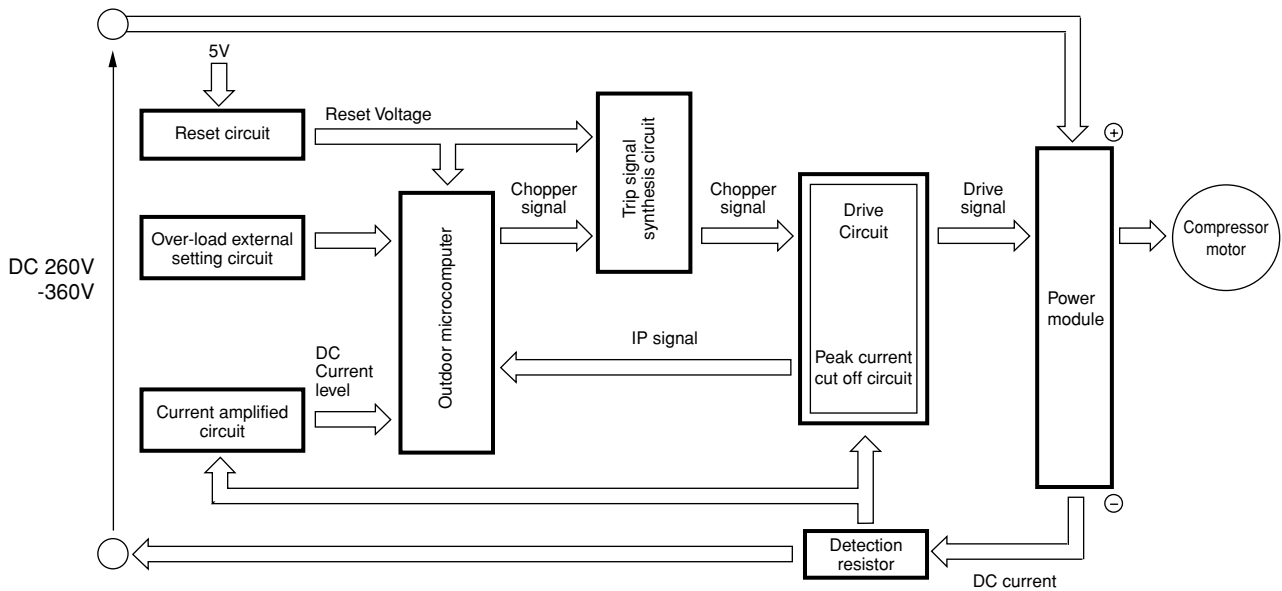 5V
Reset circuit
Reset Voltage
Trip signal
synthesis circuit
Over-load external
setting circuit
DC 260V
-360V
Outdoor microcomputer
Chopper
signal
Chopper
signal
Drive
Circuit
Drive
signal
+
Compressor
motor
Power
module
IP signal
Peak current
cut off circuit
DC
Current
level
Current amplified
circuit
−
Detection
resistor
DC current